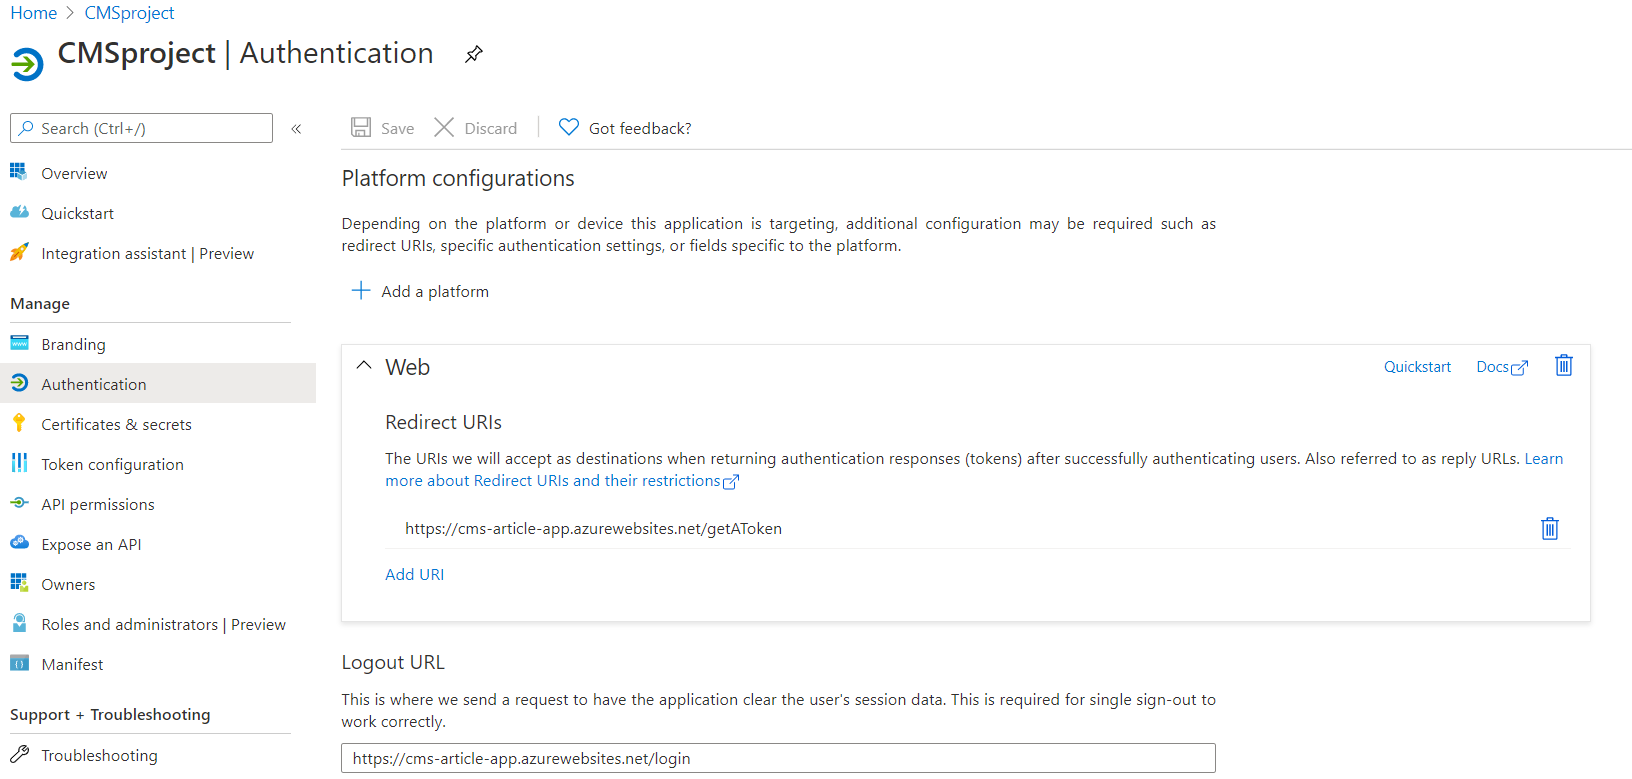 Home > CMSproject
CMSproject | Authentication
Search (Ctrl+/)
«
Overview
Quickstart
Integration assistant | Preview
Manage
Branding
Authentication
Certificates & secrets
Token configuration
API permissions
Expose an API
Owners
Roles and administrators | Preview
Manifest
Support + Troubleshooting
Troubleshooting
Save
Discard
Got feedback?
Platform configurations
Depending on the platform or device this application is targeting, additional configuration may be required such as
redirect URIs, specific authentication settings, or fields specific to the platform.
Add a platform
Web
Quickstart
Docs
Redirect URIs
The URIs we will accept as destinations when returning authentication responses (tokens) after successfully authenticating users. Also referred to as reply URLs. Learn
more about Redirect URIs and their restrictions
https://cms-article-app.azurewebsites.net/getAToken
Add URI
Logout URL
This is where we send a request to have the application clear the user's session data. This is required for single sign-out to
work correctly.
https://cms-article-app.azurewebsites.net/login